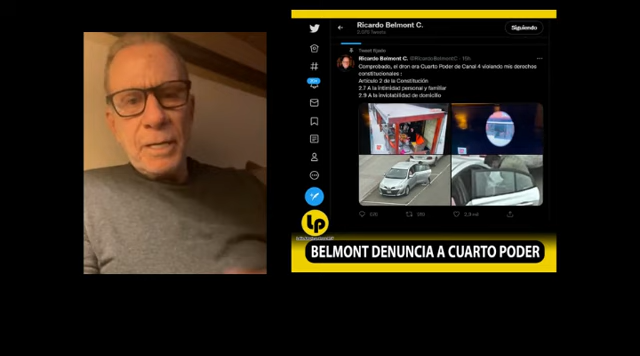 Ricardo Belmont C.
Siguiendo
Tweet fijado
Ricardo Belmont C. @RicardoBelmontC · 15h
Comprobado, el dron era Cuarto Poder de Canal 4 violando mis derechos
constitucionales :
Artículo 2 de la Constitución
2.7 A la intimidad personal y familiar
2.9 A la inviolabilidad de domicilio
Lp
BELMONT DENUNCIA A CUARTO PODER